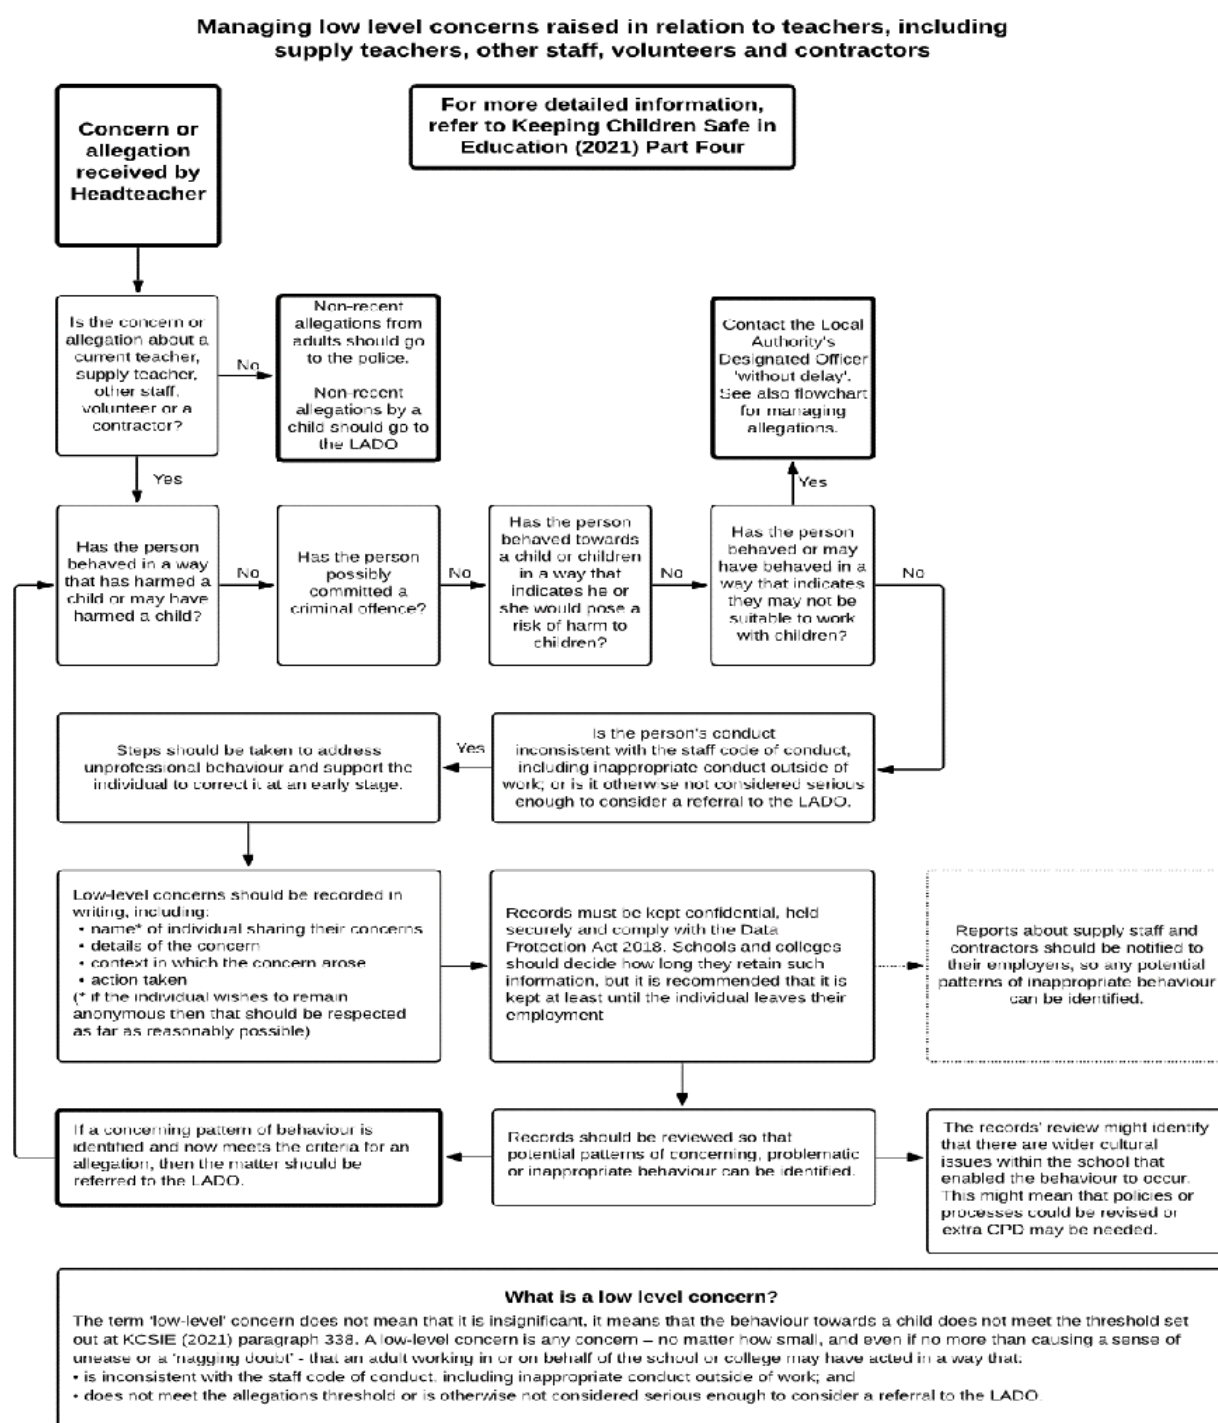 Managing low level concerns raised in relation to teachers, including
supply teachers, other staff, volunteers and contractors
Concern or
allegation
received by
Headteacher
For more detailed information,
refer to Keeping Children Safe in
Education (2021) Part Four
Is the concern or
allegation about a
current teacher,
supply teacher,
other staff,
volunteer or a
contractor?
No
Non-recent
allegations from
adults should go
to the police.
Non-recent
allegations by a
child should go to
the LADO
Contact the Local
Authority's
Designated Officer
'without delay'.
See also flowchart
for managing
allegations.
Yes
Yes
Has the person
behaved in a way
that has harmed a
child or may have
harmed a child?
No
Has the person
possibly
committed a
criminal offence?
No
Has the person
behaved towards
a child or children
in a way that
indicates he or
she would pose a
risk of harm to
children?
No
Has the person
behaved or may
have behaved in a
way that indicates
they may not be
suitable to work
with children?
No
Is the person's conduct
inconsistent with the staff code of conduct,
including inappropriate conduct outside of
work; or is it otherwise not considered serious
enough to consider a referral to the LADO.
Yes
Steps should be taken to address
unprofessional behaviour and support the
individual to correct it at an early stage.
Low-level concerns should be recorded in
writing, including:
• name* of individual sharing their concerns
• details of the concern
• context in which the concern arose
• action taken
(* if the individual wishes to remain
anonymous then that should be respected
as far as reasonably possible)
Records must be kept confidential, held
securely and comply with the Data
Protection Act 2018. Schools and colleges
should decide how long they retain such
information, but it is recommended that it is
kept at least until the individual leaves their
employment
Reports about supply staff and
contractors should be notified to
their employers, so any potential
patterns of inappropriate behaviour
can be identified.
If a concerning pattern of behaviour is
identified and now meets the criteria for an
allegation, then the matter should be
referred to the LADO.
Records should be reviewed so that
potential patterns of concerning, problematic
or inappropriate behaviour can be identified.
The records' review might identify
that there are wider cultural
issues within the school that
enabled the behaviour to occur.
This might mean that policies or
processes could be revised or
extra CPD may be needed.
What is a low level concern?
The term 'low-level' concern does not mean that it is insignificant, it means that the behaviour towards a child does not meet the threshold set
out at KCSIE (2021) paragraph 338. A low-level concern is any concern – no matter how small, and even if no more than causing a sense of
unease or a 'nagging doubt' - that an adult working in or on behalf of the school or college may have acted in a way that:
• is inconsistent with the staff code of conduct, including inappropriate conduct outside of work; and
• does not meet the allegations threshold or is otherwise not considered serious enough to consider a referral to the LADO.